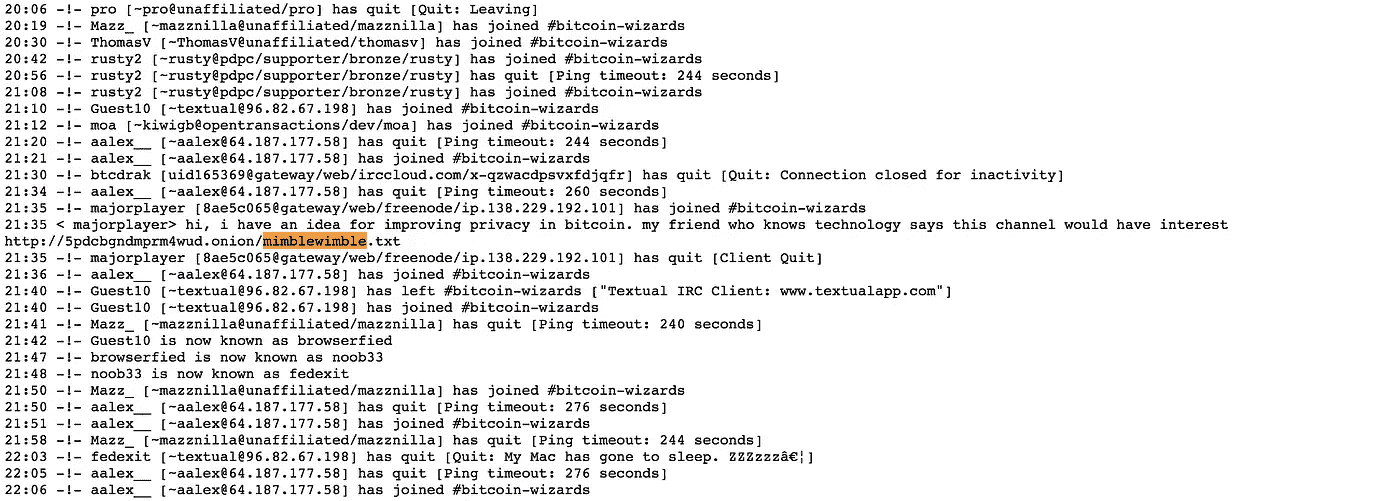 20:06 -!- pro [~pro@unaffiliated/pro] has quit [Quit: Leaving]
20:19 -!- Mazz_ [~mazznilla@unaffiliated/mazznilla] has joined #bitcoin-wizards
20:30 -!- ThomasV [~ThomasV@unaffiliated/thomasv] has joined #bitcoin-wizards
20:42 -!- rusty2 [~rusty@pdpc/supporter/bronze/rusty] has joined #bitcoin-wizards
20:56 -!- rusty2 [~rusty@pdpc/supporter/bronze/rusty] has quit [Ping timeout: 244 seconds]
21:08 -!- rusty2 [~rusty@pdpc/supporter/bronze/rusty] has joined #bitcoin-wizards
21:10 -!- Guest10 [~textual@96.82.67.198] has joined #bitcoin-wizards
21:12 -!- moa [~kiwigb@opentransactions/dev/moa] has joined #bitcoin-wizards
21:20 -!- aalex__ [~aalex@64.187.177.58] has quit [Ping timeout: 244 seconds]
21:21 -!- aalex__ [~aalex@64.187.177.58] has joined #bitcoin-wizards
21:30 -!- btcdrak [uid165369@gateway/web/irccloud.com/x-qzwacdpsvxfdjqfr] has quit [Quit: Connection closed for inactivity]
21:34 -!- aalex__ [~aalex@64.187.177.58] has quit [Ping timeout: 260 seconds]
21:35 -!- majorplayer [8ae5c065@gateway/web/freenode/ip.138.229.192.101] has joined #bitcoin-wizards
21:35 < majorplayer> hi, i have an idea for improving privacy in bitcoin. my friend who knows technology says this channel would have interest
http://5pdcbgndmprm4wud.onion/mimblewimble.txt
21:35 -!- majorplayer [8ae5c065@gateway/web/freenode/ip.138.229.192.101] has quit [Client Quit]
21:36 -!- aalex__ [~aalex@64.187.177.58] has joined #bitcoin-wizards
21:40 -!- Guest10 [~textual@96.82.67.198] has left #bitcoin-wizards ["Textual IRC Client: www.textualapp.com"]
21:40 -!- Guest10 [~textual@96.82.67.198] has joined #bitcoin-wizards
21:41 -!- Mazz_ [~mazznilla@unaffiliated/mazznilla] has quit [Ping timeout: 240 seconds]
21:42 -!- Guest10 is now known as browserfied
21:47 -!- browserfied is now known as noob33
21:48 -!- noob33 is now known as fedexit
21:50 -!- Mazz_ [~mazznilla@unaffiliated/mazznilla] has joined #bitcoin-wizards
21:50 -!- aalex__ [~aalex@64.187.177.58] has quit [Ping timeout: 276 seconds]
21:51 -!- aalex__ [~aalex@64.187.177.58] has joined #bitcoin-wizards
21:58 -!- Mazz_ [~mazznilla@unaffiliated/mazznilla] has quit [Ping timeout: 244 seconds]
22:03 -!- fedexit [~textual@96.82.67.198] has quit [Quit: My Mac has gone to sleep. ZZZzzzâ€¦]
22:05 -!- aalex__ [~aalex@64.187.177.58] has quit [Ping timeout: 276 seconds]
22:06 -!- aalex__ [~aalex@64.187.177.58] has joined #bitcoin-wizards